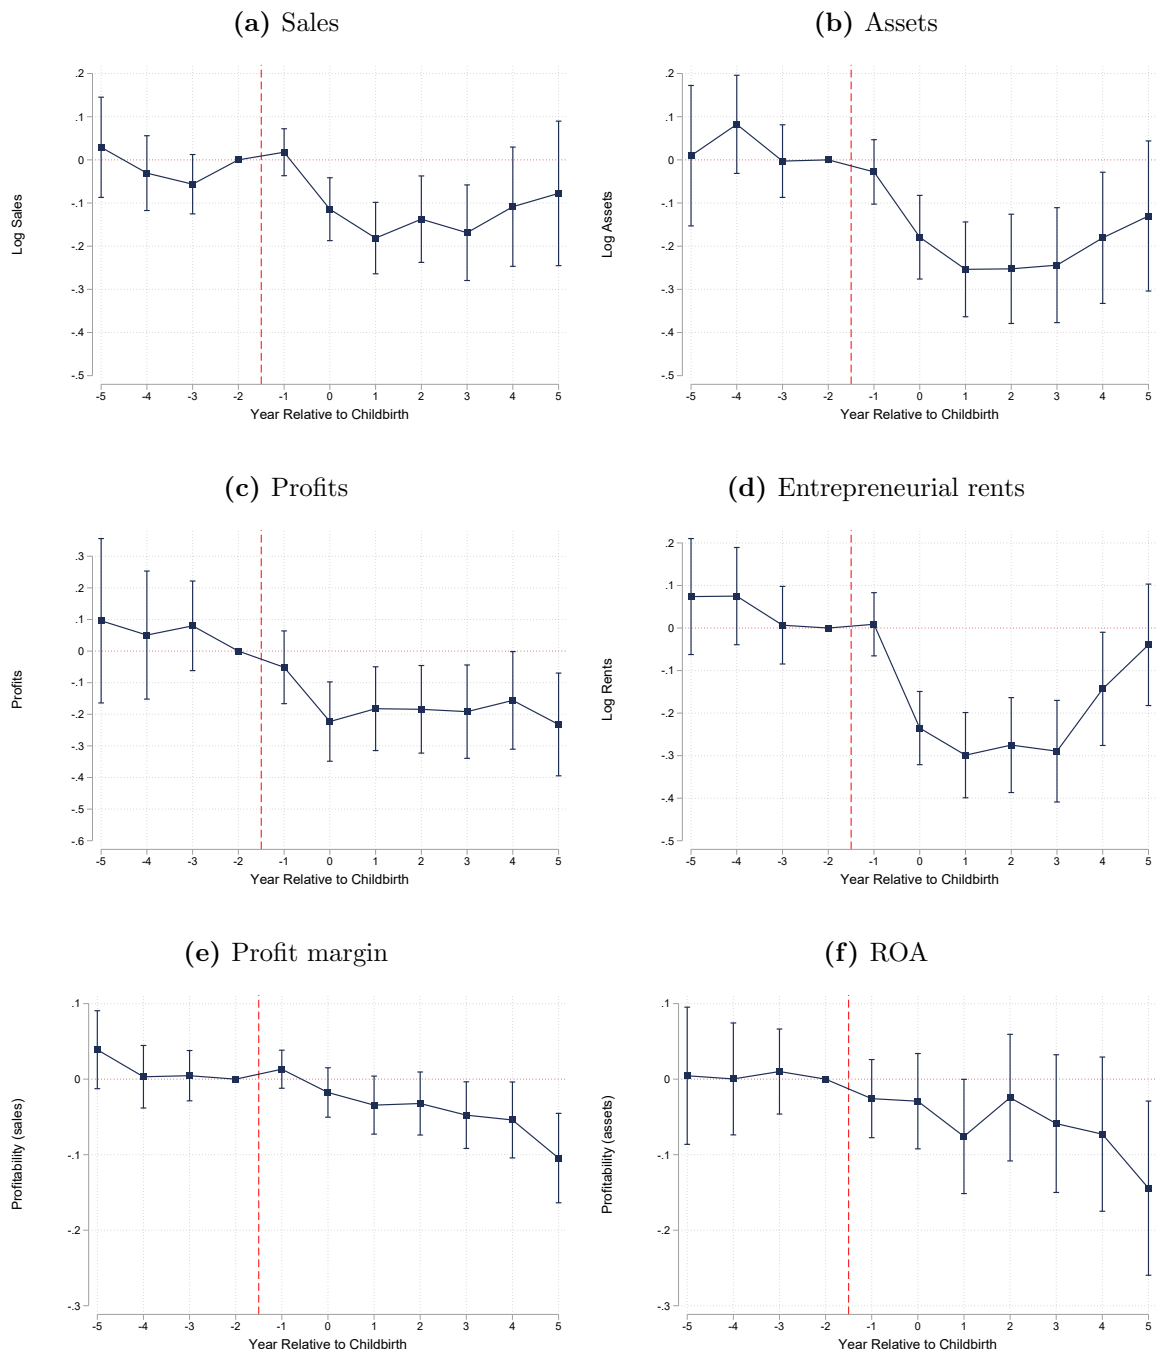 (a) Sales
.2
.1
0
-.1
-.2
-.3
-.4
-.5
Log Sales
-5 -4 -3 -2 -1 0 1 2 3 4 5
Year Relative to Childbirth
(b) Assets
.2
.1
0
-.1
-.2
-.3
-.4
-.5
Log Assets
-5 -4 -3 -2 -1 0 1 2 3 4 5
Year Relative to Childbirth
(c) Profits
.3
.2
.1
0
-.1
-.2
-.3
-.4
-.5
-.6
Profits
-5 -4 -3 -2 -1 0 1 2 3 4 5
Year Relative to Childbirth
(d) Entrepreneurial rents
.2
.1
0
-.1
-.2
-.3
-.4
-.5
Log Rents
-5 -4 -3 -2 -1 0 1 2 3 4 5
Year Relative to Childbirth
(e) Profit margin
.1
0
-.1
-.2
-.3
Profitability (sales)
-5 -4 -3 -2 -1 0 1 2 3 4 5
Year Relative to Childbirth
(f) ROA
.1
0
-.1
-.2
-.3
Profitability (assets)
-5 -4 -3 -2 -1 0 1 2 3 4 5
Year Relative to Childbirth